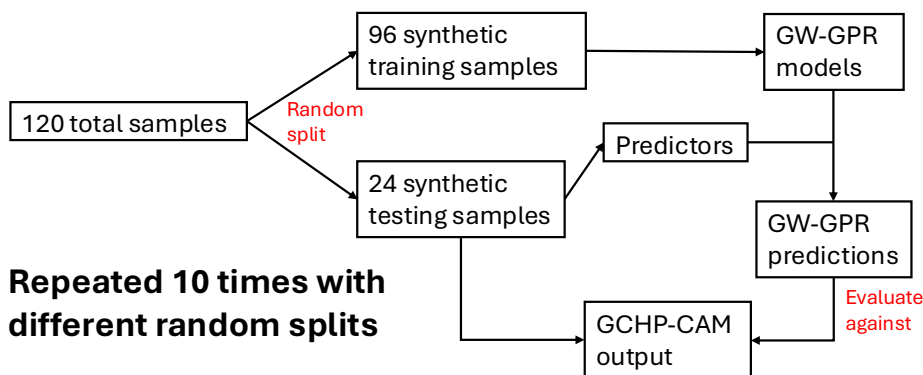 96 synthetic
training samples
GW-GPR
models
120 total samples
Random
split
Predictors
24 synthetic
testing samples
GW-GPR
predictions
Repeated 10 times with
different random splits
Evaluate
against
GCHP-CAM
output